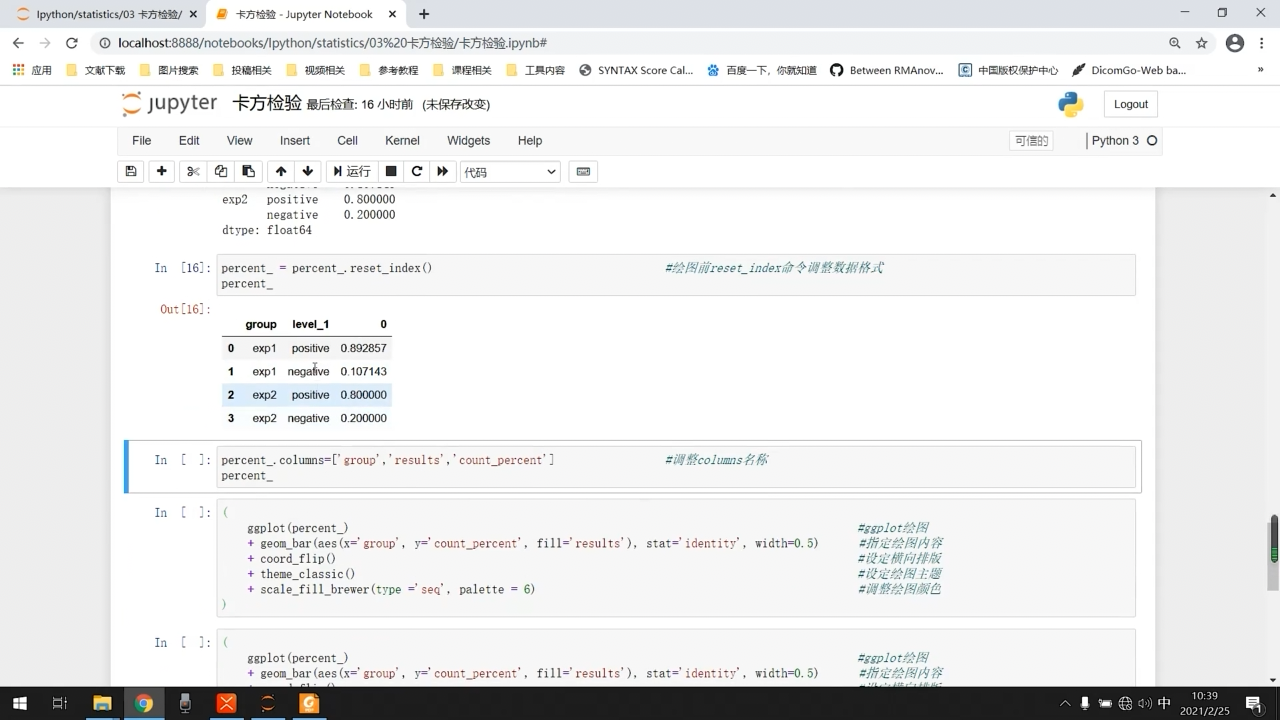 Ipython/statistics/03 卡方检验/
卡方检验 - Jupyter Notebook
localhost:8888/notebooks/Ipython/statistics/03%20卡方检验/卡方检验.ipynb#
应用 文献下载 图片搜索 投稿相关 视频相关 参考教程 课程相关 工具内容 SYNTAX Score Cal... 百度一下，你就知道 Between RMAnov... 中国版权保护中心 DicomGo-Web ba... »
jupyter 卡方检验 最后检查: 16 小时前 (未保存改变) Logout
File Edit View Insert Cell Kernel Widgets Help 可信的 Python 3
运行 代码
exp2 positive 0.800000
negative 0.200000
dtype: float64
In [16]: percent_ = percent_.reset_index() #绘图前reset_index命令调整数据格式
percent_
Out[16]:
group level_1 0
0 exp1 positive 0.892857
1 exp1 negative 0.107143
2 exp2 positive 0.800000
3 exp2 negative 0.200000
In [ ]: percent_.columns=['group','results','count_percent'] #调整columns名称
percent_
In [ ]: (
ggplot(percent_) #ggplot绘图
+ geom_bar(aes(x='group', y='count_percent', fill='results'), stat='identity', width=0.5) #指定绘图内容
+ coord_flip() #设定横向排版
+ theme_classic() #设定绘图主题
+ scale_fill_brewer(type ='seq', palette = 6) #调整绘图颜色
)
In [ ]: (
ggplot(percent_) #ggplot绘图
+ geom_bar(aes(x='group', y='count_percent', fill='results'), stat='identity', width=0.5) #指定绘图内容
中 10:39
2021/2/25